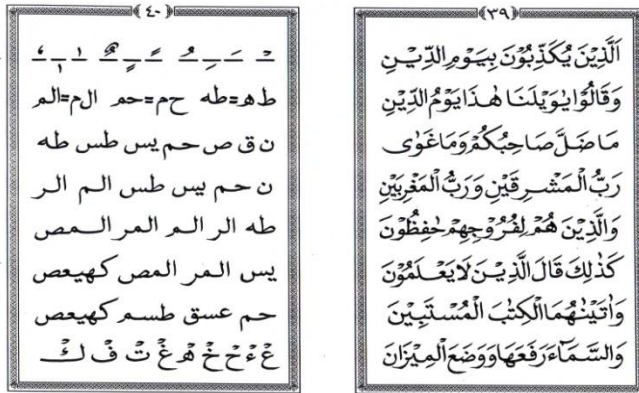 ٣٩
اَلَّذِيْنَ يُكَذِّبُوْنَ بِيَوْمِ الدِّيْنِ
وَقَالُوْا يٰوَيْلَنَا هٰذَا يَوْمُ الدِّيْنِ
مَا ضَلَّ صَاحِبُكُمْ وَمَا غَوٰى
رَبُّ الْمَشْرِقَيْنِ وَرَبُّ الْمَغْرِبَيْنِ
وَالَّذِيْنَ هُمْ لِفُرُوْجِهِمْ حٰفِظُوْنَ
كَذٰلِكَ قَالَ الَّذِيْنَ لَا يَعْلَمُوْنَ
وَاٰتَيْنٰهُمَا الْكِتٰبَ الْمُسْتَبِيْنَ
وَالسَّمَآءَ رَفَعَهَا وَوَضَعَ الْمِيْزَانَ
٤٠
ط ه=طه ح م=حم ال م=الم
ن ق ص حم يس طس طه
ن حم يس طس الم الر
طه الر الم المر المص
يس المر المص كهيعص
حم عسق طسم كهيعص
عْ ءْ حْ خْ هْ غْ تْ فْ كْ